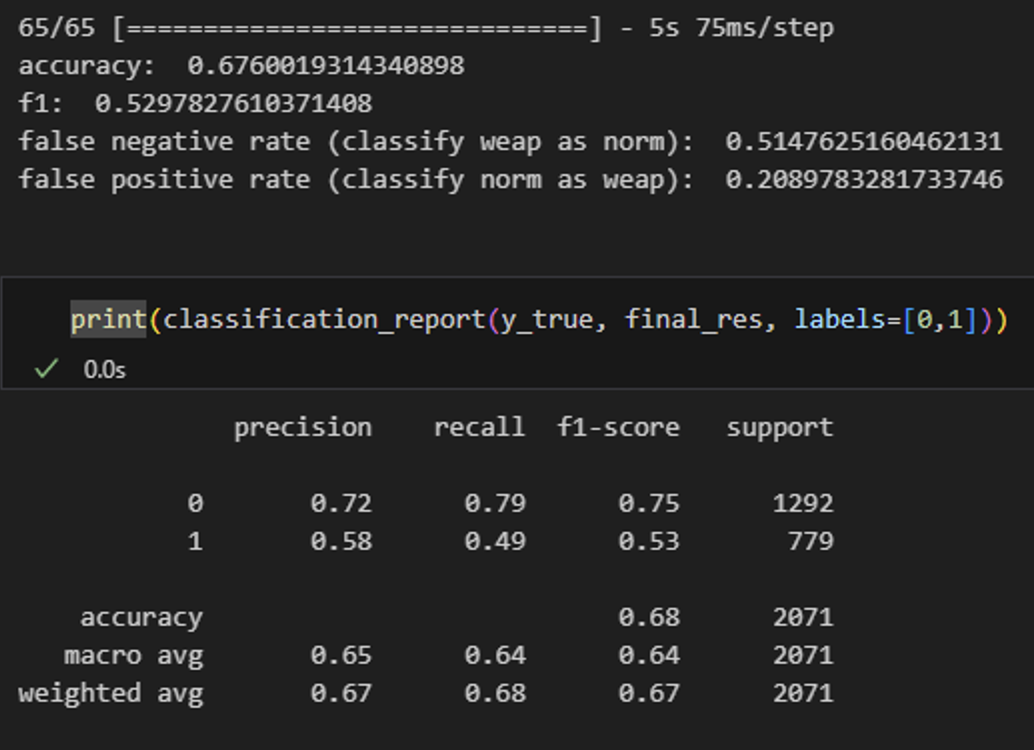 65/65 [==============================] - 5s 75ms/step
accuracy:  0.6760019314340898
f1:  0.5297827610371408
false negative rate (classify weap as norm):  0.5147625160462131
false positive rate (classify norm as weap):  0.2089783281733746
print(classification_report(y_true, final_res, labels=[0,1]))
0.0s
precision    recall  f1-score   support
0       0.72      0.79      0.75      1292
1       0.58      0.49      0.53       779
accuracy                           0.68      2071
macro avg       0.65      0.64      0.64      2071
weighted avg       0.67      0.68      0.67      2071